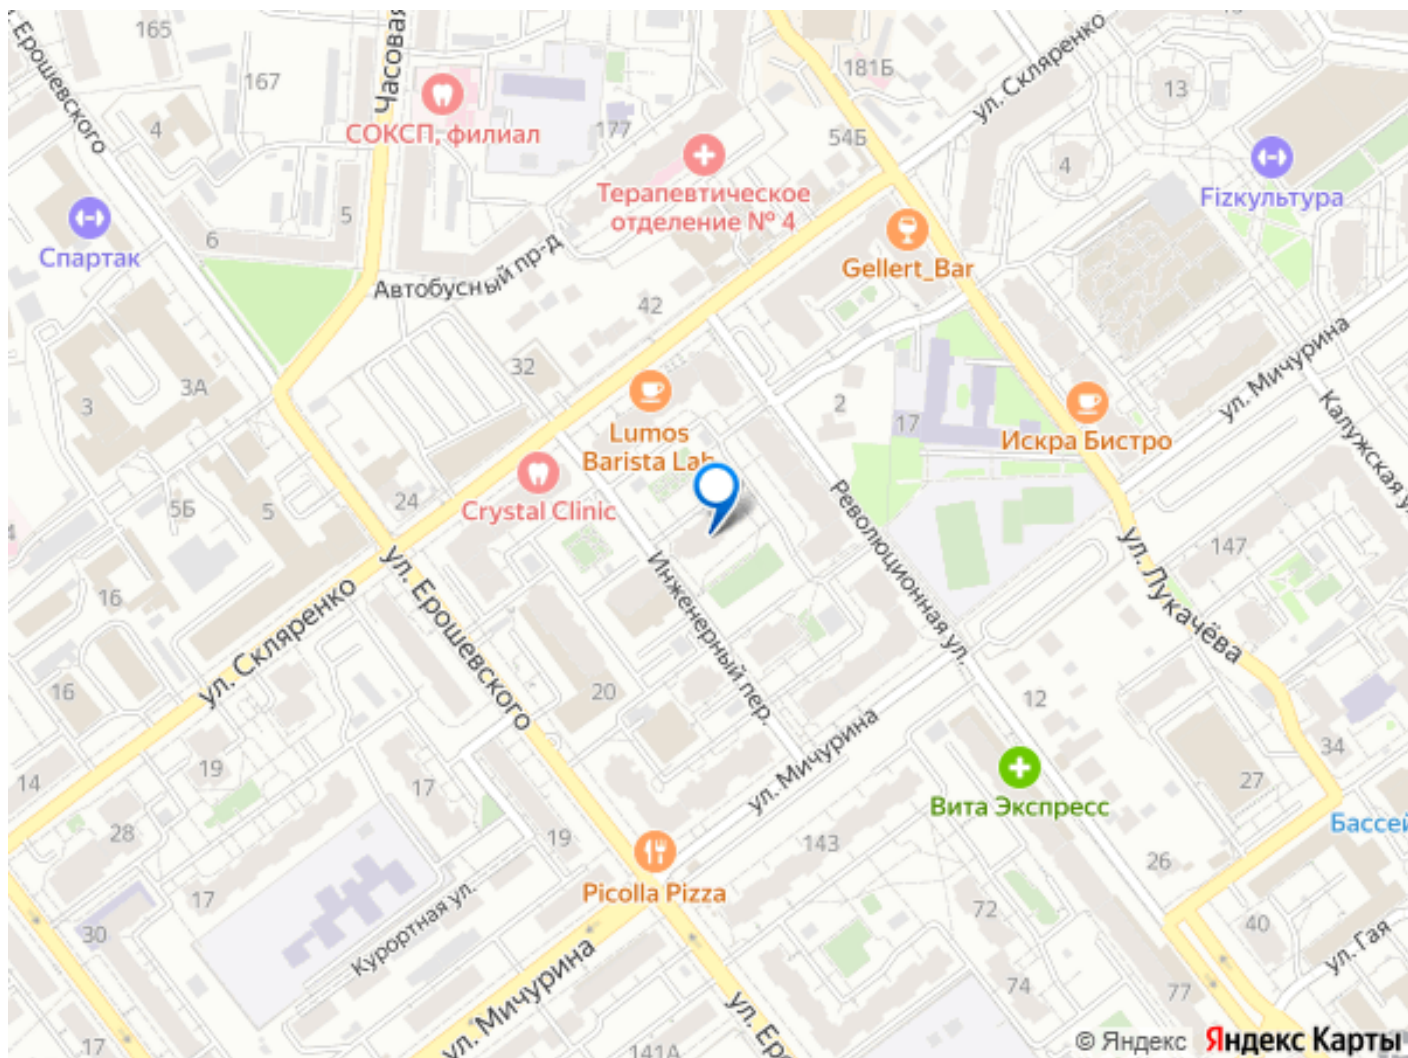 Ерошевского
165
167
4
Часовая
СОКСП, филиал
177
181Б
54Б
ул. Скляренко
13
4
Fizкультура
Терапевтическое
отделение № 4
Спартак
6
5
Автобусный пр-д
Gellert_Bar
42
32
3А
3
Lumos
Barista Lab
2
17
Искра Бистро
ул. Мичурина
Калужская у
Crystal Clinic
24
5Б
5
16
ул. Ерошевского
Инженерный пер.
Революционная ул.
ул. Лукачёва
147
ул. Скляренко
16
20
12
34
14
19
17
ул. Мичурина
Вита Экспресс
27
Бассей
28
19
143
26
17
Picolla Pizza
30
Курортная ул.
72
40
ул. Гая
74
77
ул. Мичурина
ул. Ер
17
141А
© Яндекс Яндекс Карты